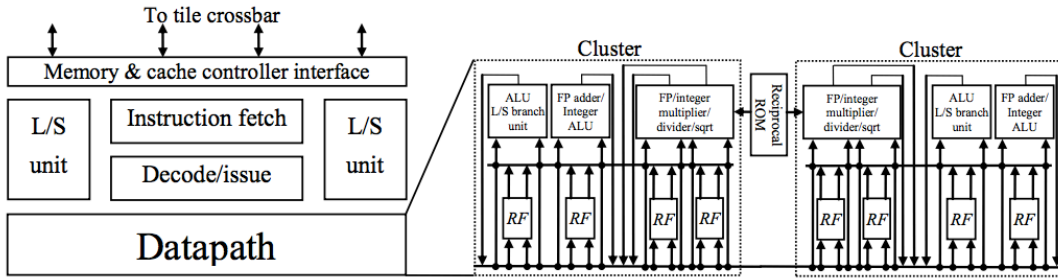 To tile crossbar
Memory & cache controller interface
L/S
unit
Instruction fetch
Decode/issue
L/S
unit
Datapath
Cluster
ALU
L/S branch
unit
FP adder/
Integer
ALU
FP/integer
multiplier/
divider/sqrt
RF
RF
RF
RF
Reciprocal
ROM
Cluster
FP/integer
multiplier/
divider/sqrt
ALU
L/S branch
unit
FP adder/
Integer
ALU
RF
RF
RF
RF